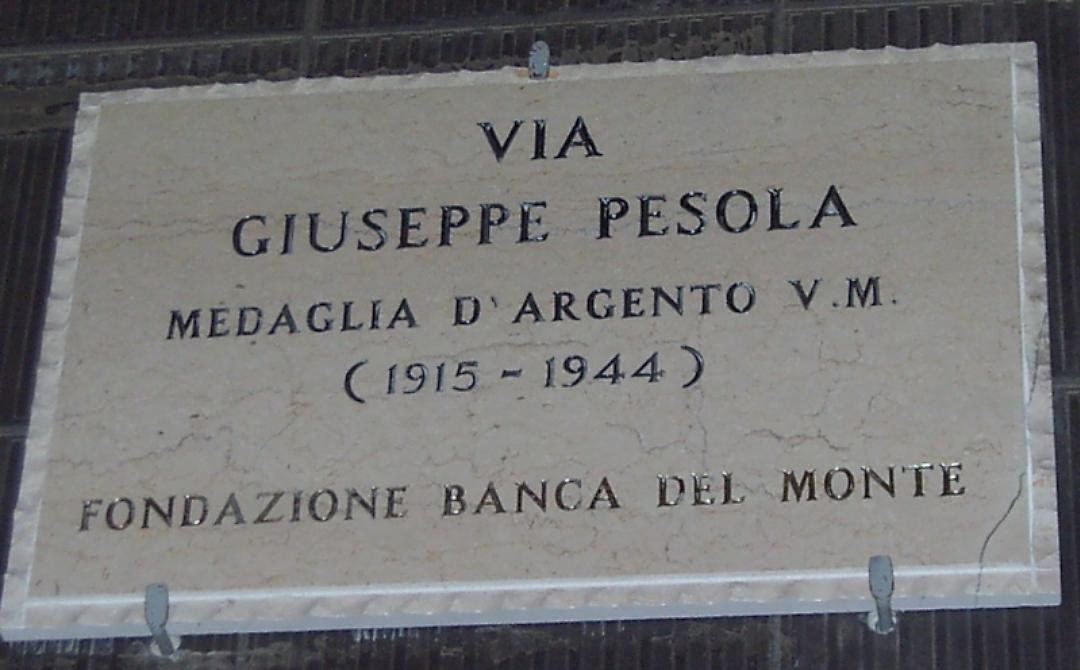 VIA
GIUSEPPE PESOLA
MEDAGLIA D'ARGENTO V.M.
(1915-1944)
FONDAZIONE BANCA DEL MONTE